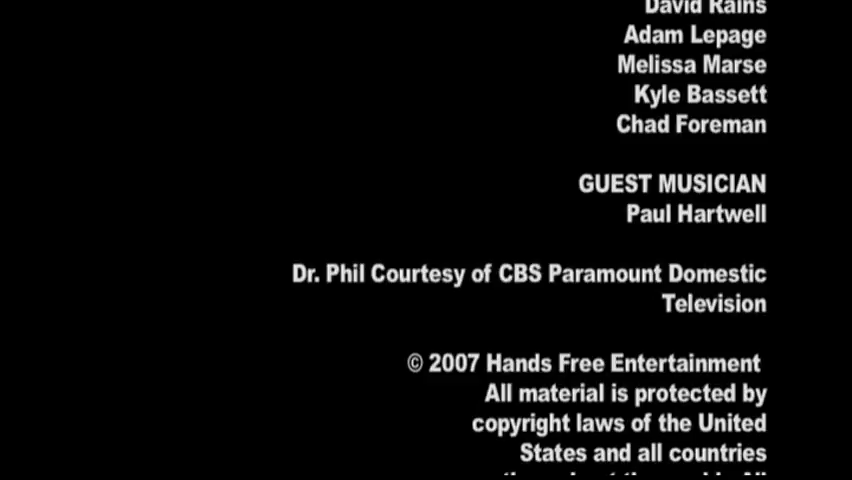 David Rains
Adam Lepage
Melissa Marse
Kyle Bassett
Chad Foreman
GUEST MUSICIAN
Paul Hartwell
Dr. Phil Courtesy of CBS Paramount Domestic
Television
© 2007 Hands Free Entertainment
All material is protected by
copyright laws of the United
States and all countries